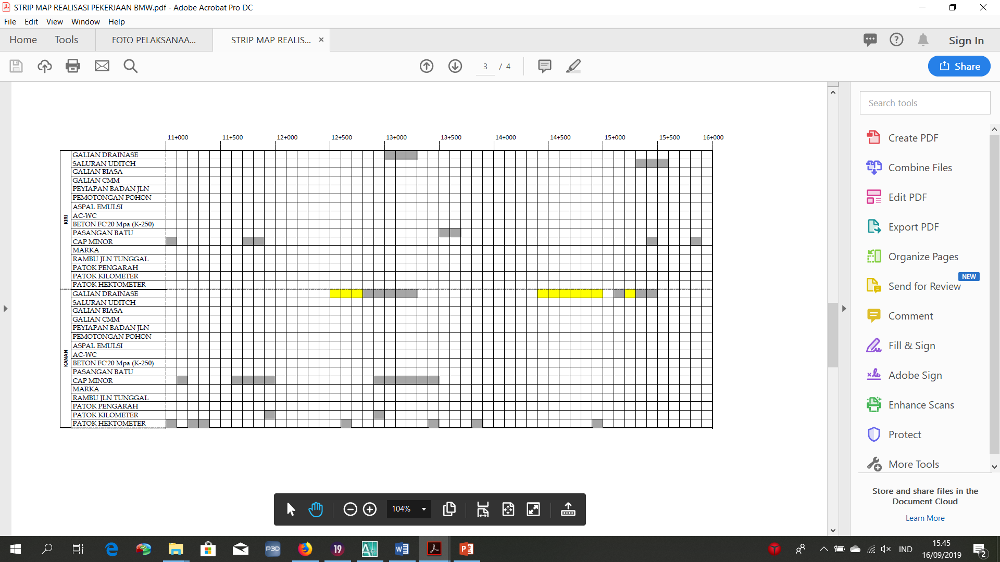 STRIP MAP REALISASI PEKERJAAN BMW.pdf - Adobe Acrobat Pro DC
File Edit View Window Help
Home Tools FOTO PELAKSANAA... STRIP MAP REALIS... × Sign In
3 / 4 Share
Search tools
Create PDF
Combine Files
Edit PDF
Export PDF
Organize Pages
NEW
Send for Review
Comment
Fill & Sign
Adobe Sign
Enhance Scans
Protect
More Tools
Store and share files in the
Document Cloud
Learn More
11+000 11+500 12+000 12+500 13+000 13+500 14+000 14+500 15+000 15+500 16+000
KIRI
GALIAN DRAINASE
SALURAN UDITCH
GALIAN BIASA
GALIAN CMM
PEYIAPAN BADAN JLN
PEMOTONGAN POHON
ASPAL EMULSI
AC-WC
BETON FC'20 Mpa (K-250)
PASANGAN BATU
CAP MINOR
MARKA
RAMBU JLN TUNGGAL
PATOK PENGARAH
PATOK KILOMETER
PATOK HEKTOMETER
KANAN
GALIAN DRAINASE
SALURAN UDITCH
GALIAN BIASA
GALIAN CMM
PEYIAPAN BADAN JLN
PEMOTONGAN POHON
ASPAL EMULSI
AC-WC
BETON FC'20 Mpa (K-250)
PASANGAN BATU
CAP MINOR
MARKA
RAMBU JLN TUNGGAL
PATOK PENGARAH
PATOK KILOMETER
PATOK HEKTOMETER
104%
P3D 19 IND
15.45
16/09/2019
2